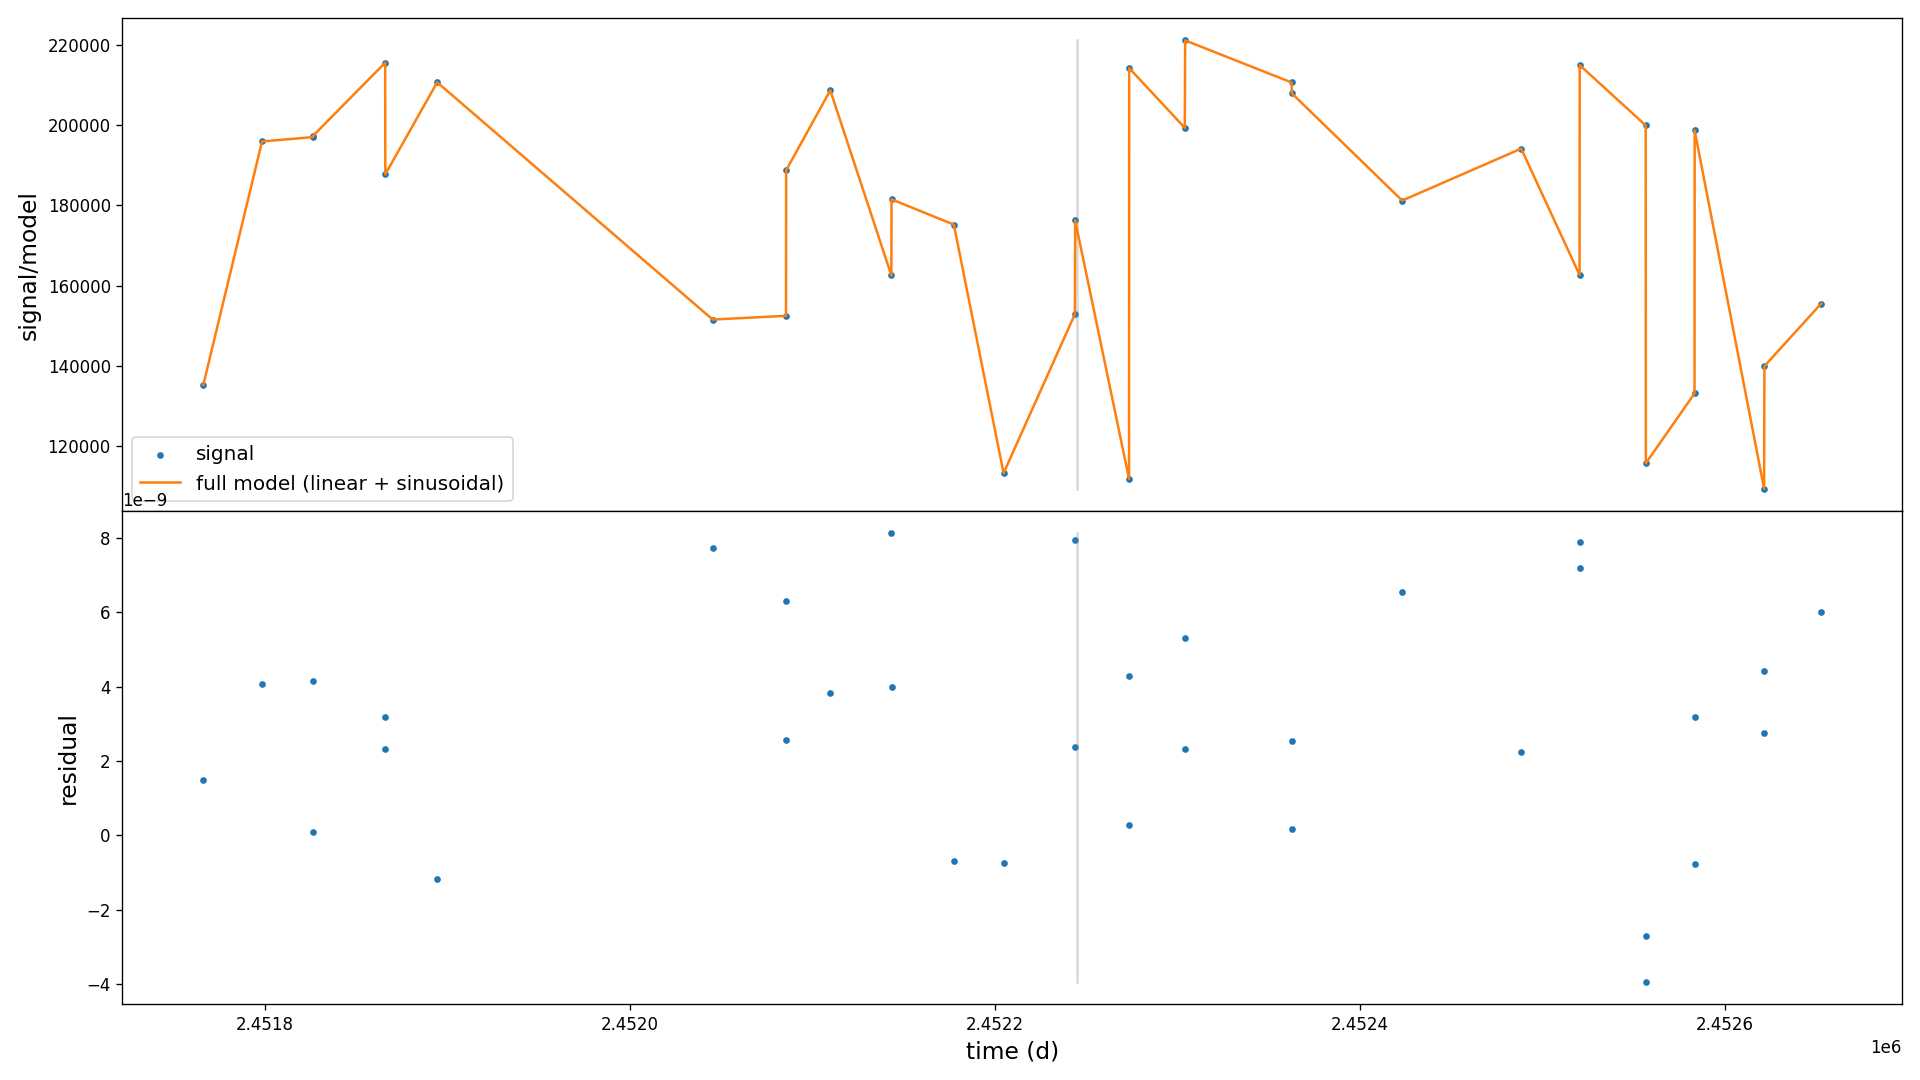 220000
200000
180000
160000
140000
120000
signal/model
signal
full model (linear + sinusoidal)
1e−9
8
6
4
2
0
−2
−4
residual
2.4518
2.4520
2.4522
2.4524
2.4526
time (d)
1e6